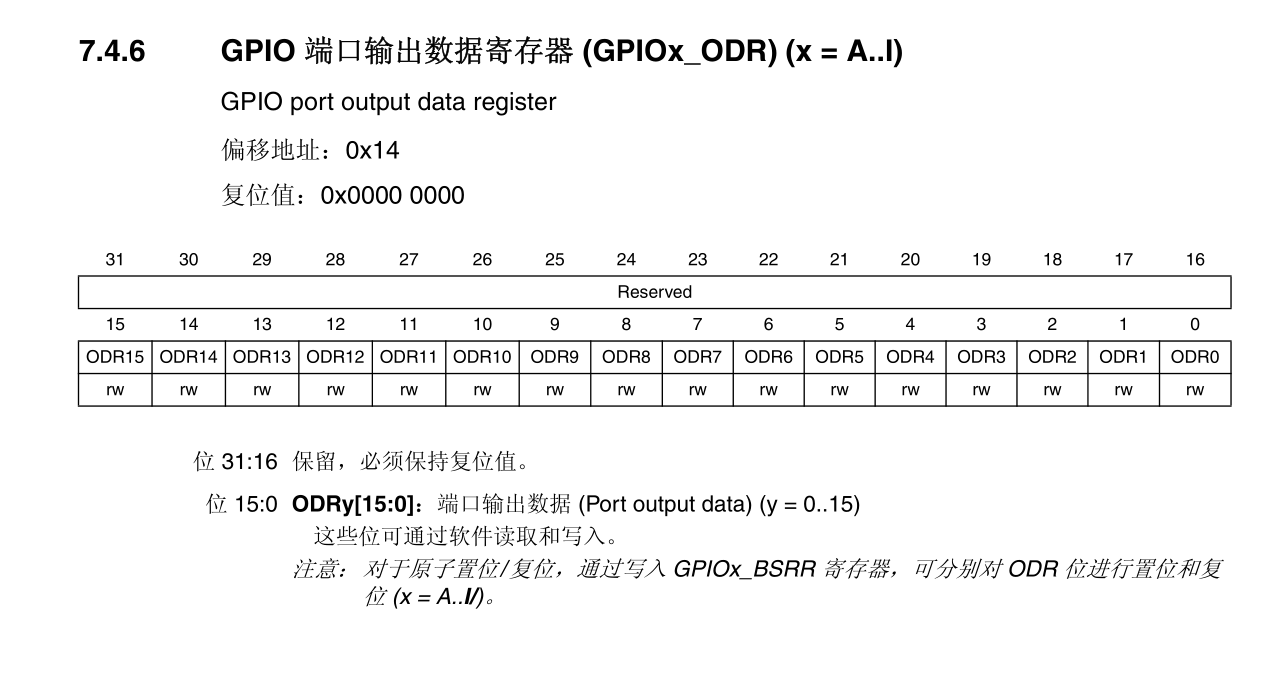 7.4.6 GPIO 端口输出数据寄存器 (GPIOx_ODR) (x = A..I)
GPIO port output data register
偏移地址：0x14
复位值：0x0000 0000
31 30 29 28 27 26 25 24 23 22 21 20 19 18 17 16
Reserved
15 14 13 12 11 10 9 8 7 6 5 4 3 2 1 0
ODR15 ODR14 ODR13 ODR12 ODR11 ODR10 ODR9 ODR8 ODR7 ODR6 ODR5 ODR4 ODR3 ODR2 ODR1 ODR0
rw rw rw rw rw rw rw rw rw rw rw rw rw rw rw rw
位 31:16 保留，必须保持复位值。
位 15:0 ODRy[15:0]：端口输出数据 (Port output data) (y = 0..15)
这些位可通过软件读取和写入。
注意：对于原子置位/复位，通过写入 GPIOx_BSRR 寄存器，可分别对 ODR 位进行置位和复
位 (x = A..I/)。